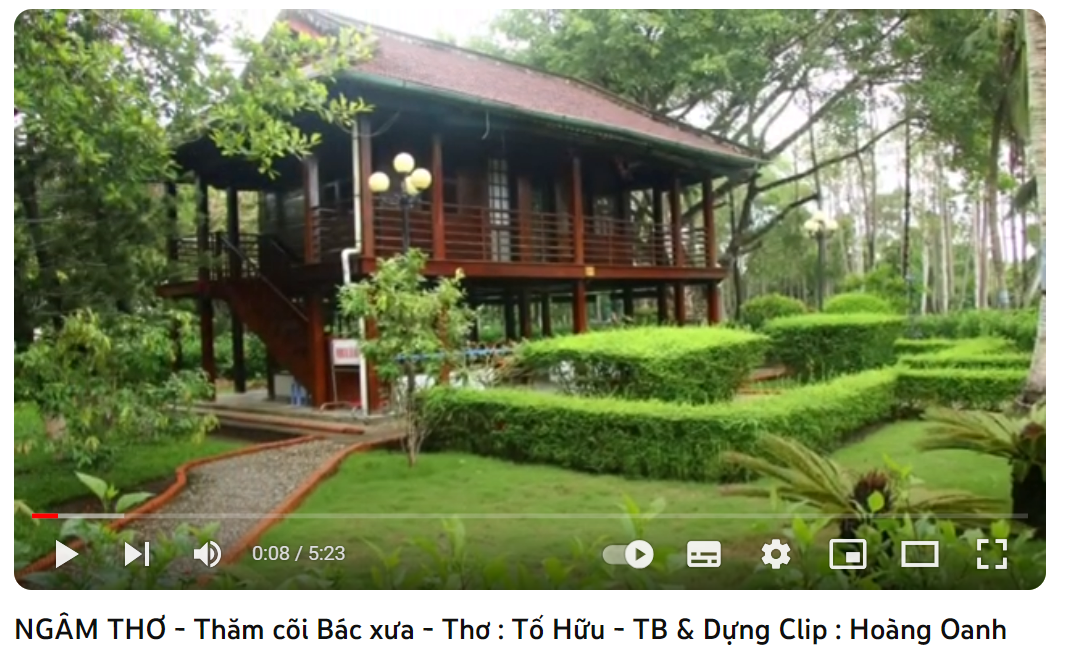 0:08 / 5:23
NGÂM THƠ - Thăm cõi Bác xưa - Thơ : Tố Hữu - TB & Dựng Clip : Hoàng Oanh